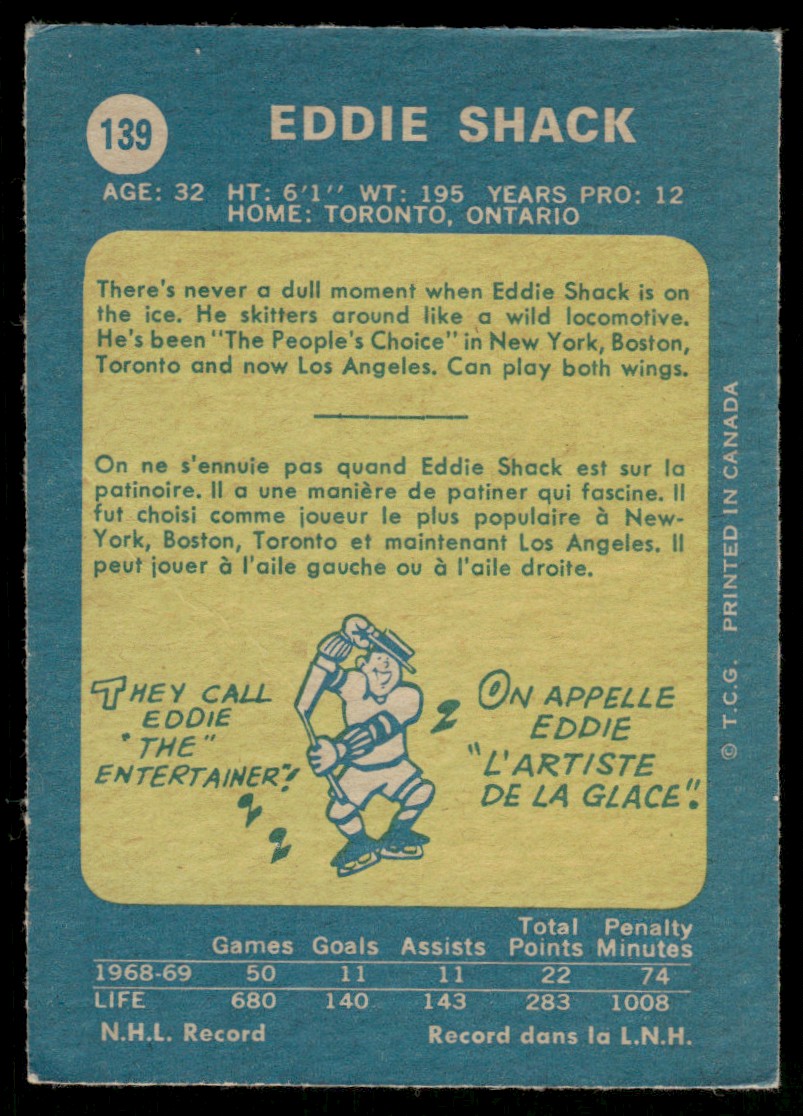 139
EDDIE SHACK
AGE: 32 HT: 6'1'' WT: 195 YEARS PRO: 12
HOME: TORONTO, ONTARIO
There's never a dull moment when Eddie Shack is on
the ice. He skitters around like a wild locomotive.
He's been "The People's Choice" in New York, Boston,
Toronto and now Los Angeles. Can play both wings.
On ne s'ennuie pas quand Eddie Shack est sur la
patinoire. Il a une manière de patiner qui fascine. Il
fut choisi comme joueur le plus populaire à New-
York, Boston, Toronto et maintenant Los Angeles. Il
peut jouer à l'aile gauche ou à l'aile droite.
THEY CALL
EDDIE
"THE"
ENTERTAINER"!
ON APPELLE
EDDIE
"L'ARTISTE
DE LA GLACE".
© T.C.G. PRINTED IN CANADA
Games Goals Assists Total Points Penalty Minutes
1968-69 50 11 11 22 74
LIFE 680 140 143 283 1008
N.H.L. Record Record dans la L.N.H.